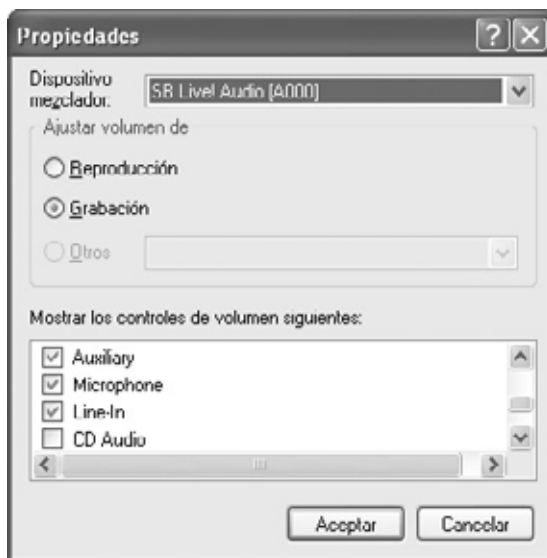 Propiedades
Dispositivo
mezclador:
SB Live! Audio [A000]
Ajustar volumen de
Reproducción
Grabación
Otros
Mostrar los controles de volumen siguientes:
Auxiliary
Microphone
Line-In
CD Audio
Aceptar
Cancelar